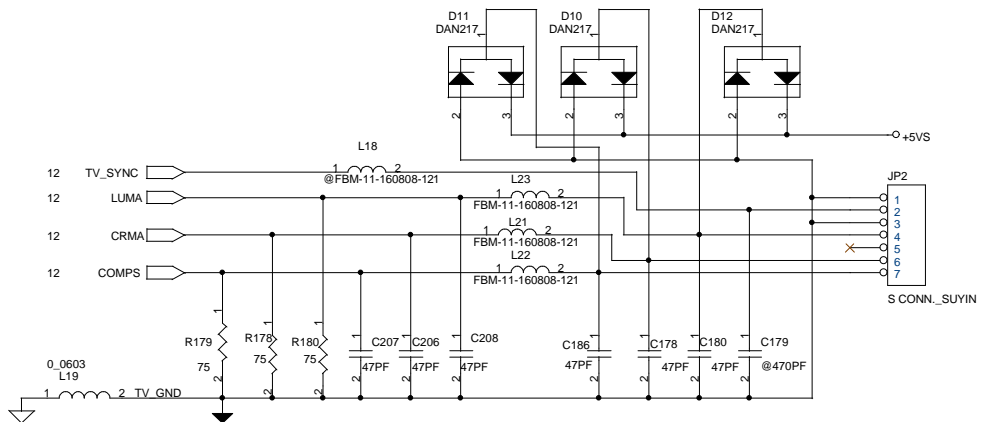 D11
DAN217
D10
DAN217
D12
DAN217
1
1
1
2
3
2
3
2
3
+5VS
L18
1
2
@FBM-11-160808-121
12
TV_SYNC
L23
1
2
FBM-11-160808-121
12
LUMA
L21
1
2
FBM-11-160808-121
12
CRMA
L22
1
2
FBM-11-160808-121
12
COMPS
JP2
1
2
3
4
5
6
7
S CONN._SUYIN
1
R179
75
2
1
R178
75
2
1
R180
75
2
1
C207
47PF
2
1
C206
47PF
2
1
C208
47PF
2
1
C186
47PF
2
1
C178
47PF
2
1
C180
47PF
2
1
C179
@470PF
2
0_0603
L19
1
2
TV_GND